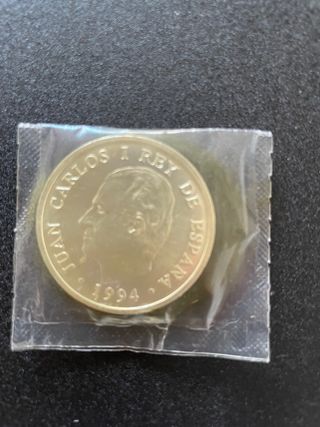 · JUAN CARLOS I REY DE ESPAÑA ·
1994